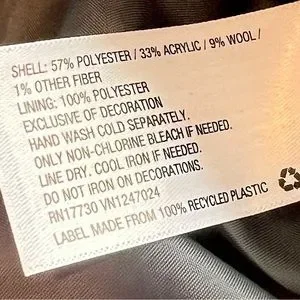 SHELL: 57% POLYESTER / 33% ACRYLIC / 9% WOOL /
1% OTHER FIBER
LINING: 100% POLYESTER
EXCLUSIVE OF DECORATION
HAND WASH COLD SEPARATELY.
ONLY NON-CHLORINE BLEACH IF NEEDED.
LINE DRY. COOL IRON IF NEEDED.
DO NOT IRON ON DECORATIONS.
RN17730 VN1247024
LABEL MADE FROM 100% RECYCLED PLASTIC